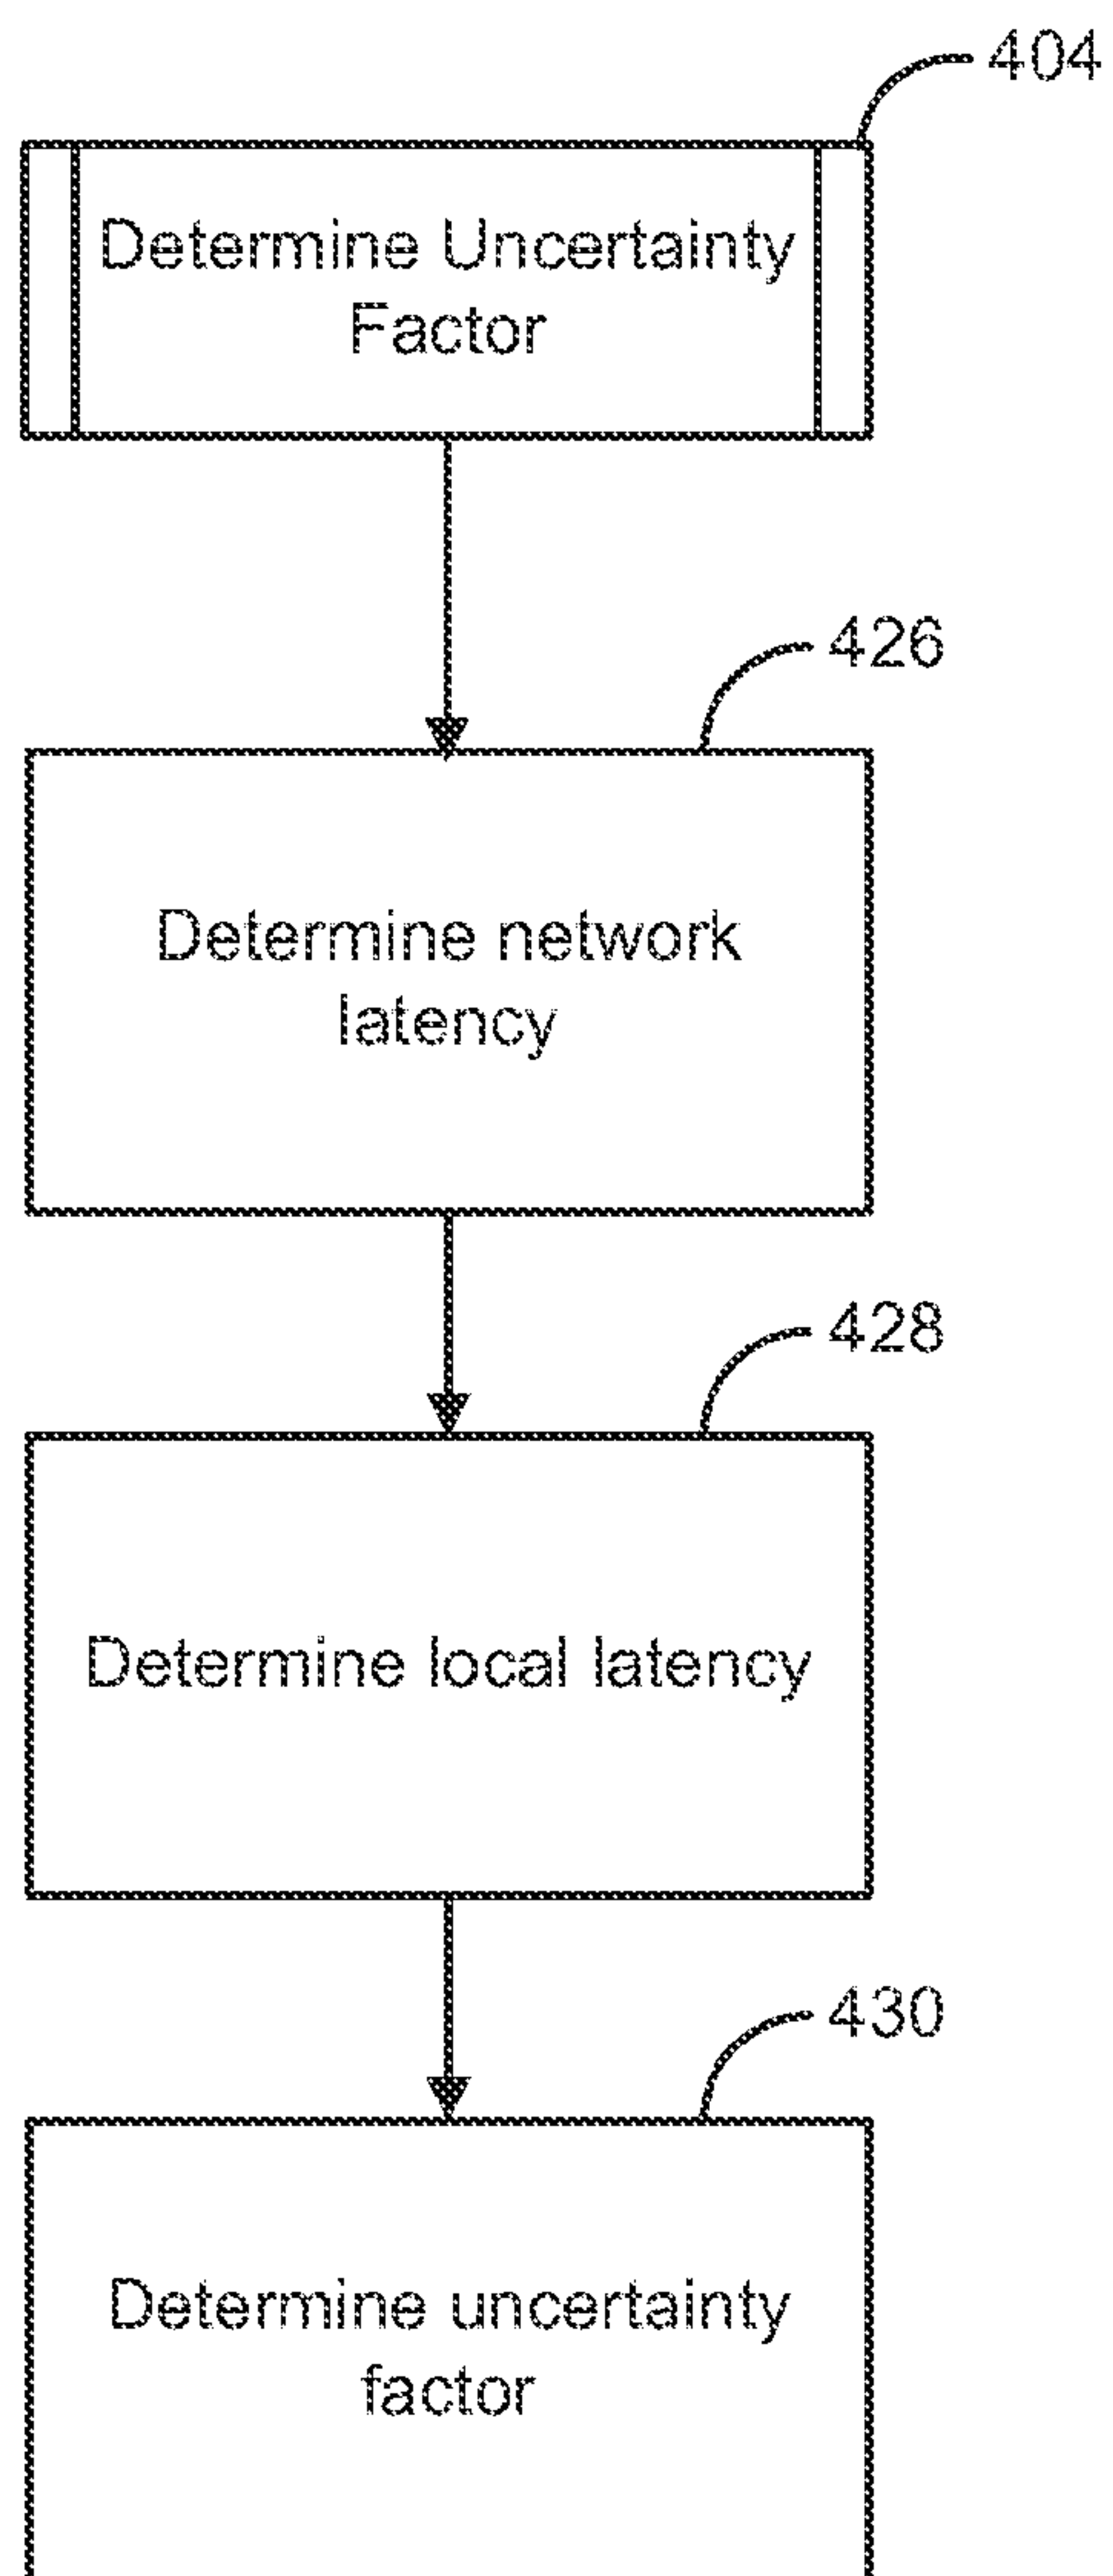 404
Determine Uncertainty
Factor
426
Determine network
latency
428
Determine local latency
430
Determine uncertainty
factor